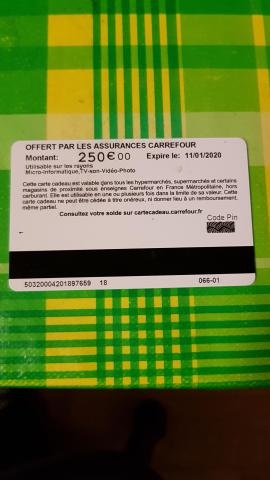 OFFERT PAR LES ASSURANCES CARREFOUR
Montant: 250€00 Expire le: 11/01/2020
Utilisable sur les rayons
Micro-Informatique,TV-son-Vidéo-Photo
Cette carte cadeau est valable dans tous les hypermarchés, supermarchés et certains
magasins de proximité sous enseignes Carrefour en France Métropolitaine, hors
carburant. Elle est utilisable en une ou plusieurs fois dans la limite de sa valeur. Cette
carte cadeau ne peut être cédée à titre onéreux, ni donner lieu à un remboursement,
même partiel.
Consultez votre solde sur cartecadeau.carrefour.fr
Code Pin
50320004201897659 18 066-01